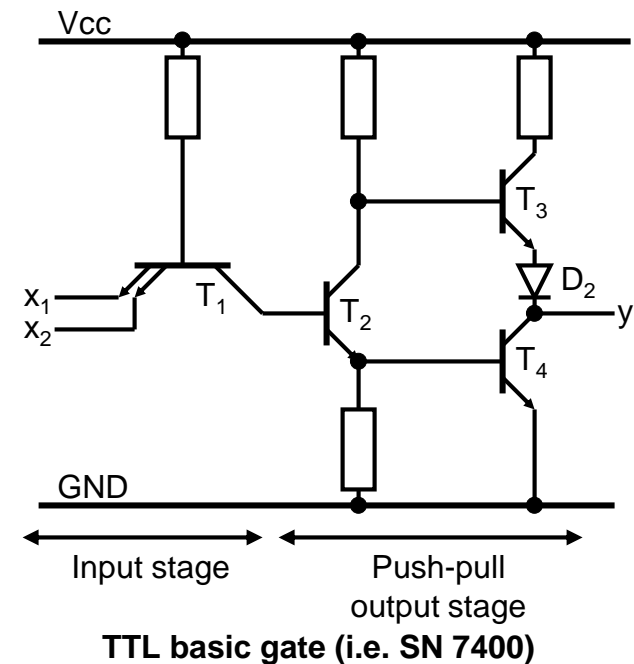 Vcc
T₃
D₂
x₁
T₁
x₂
T₂
y
T₄
GND
Input stage
Push-pull
output stage
TTL basic gate (i.e. SN 7400)